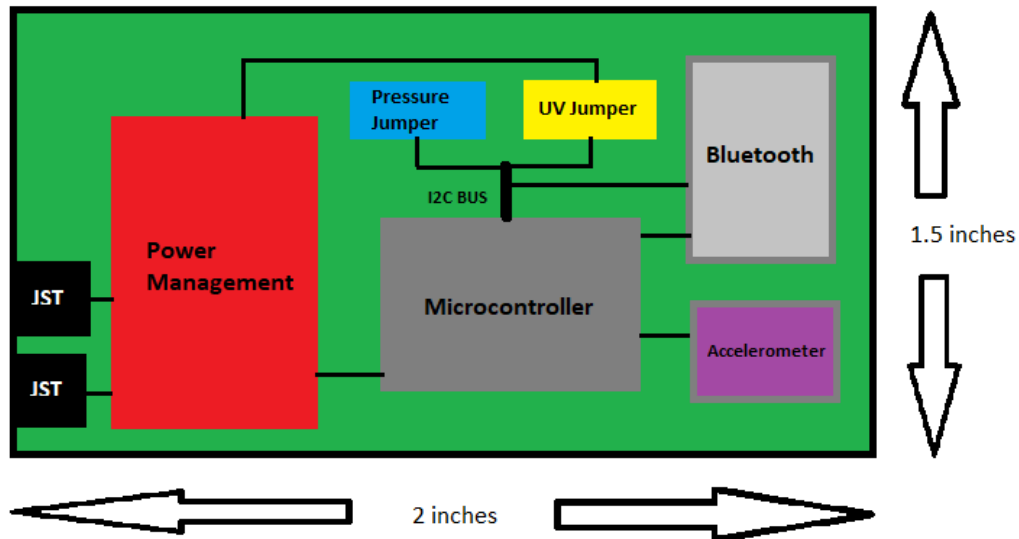 Pressure
Jumper
UV Jumper
Bluetooth
I2C BUS
1.5 inches
Power
Management
JST
Microcontroller
Accelerometer
JST
2 inches